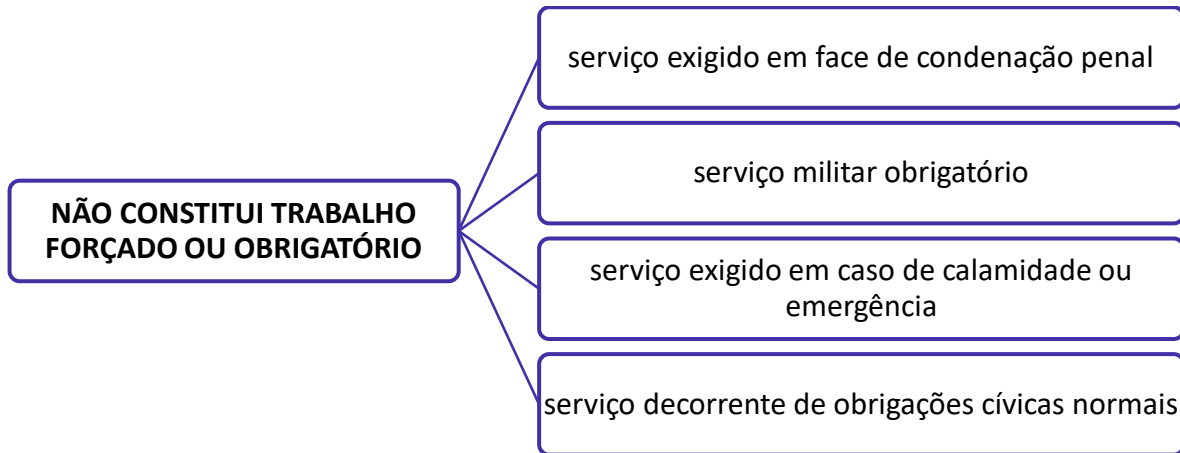 NÃO CONSTITUI TRABALHO
FORÇADO OU OBRIGATÓRIO
serviço exigido em face de condenação penal
serviço militar obrigatório
serviço exigido em caso de calamidade ou
emergência
serviço decorrente de obrigações cívicas normais